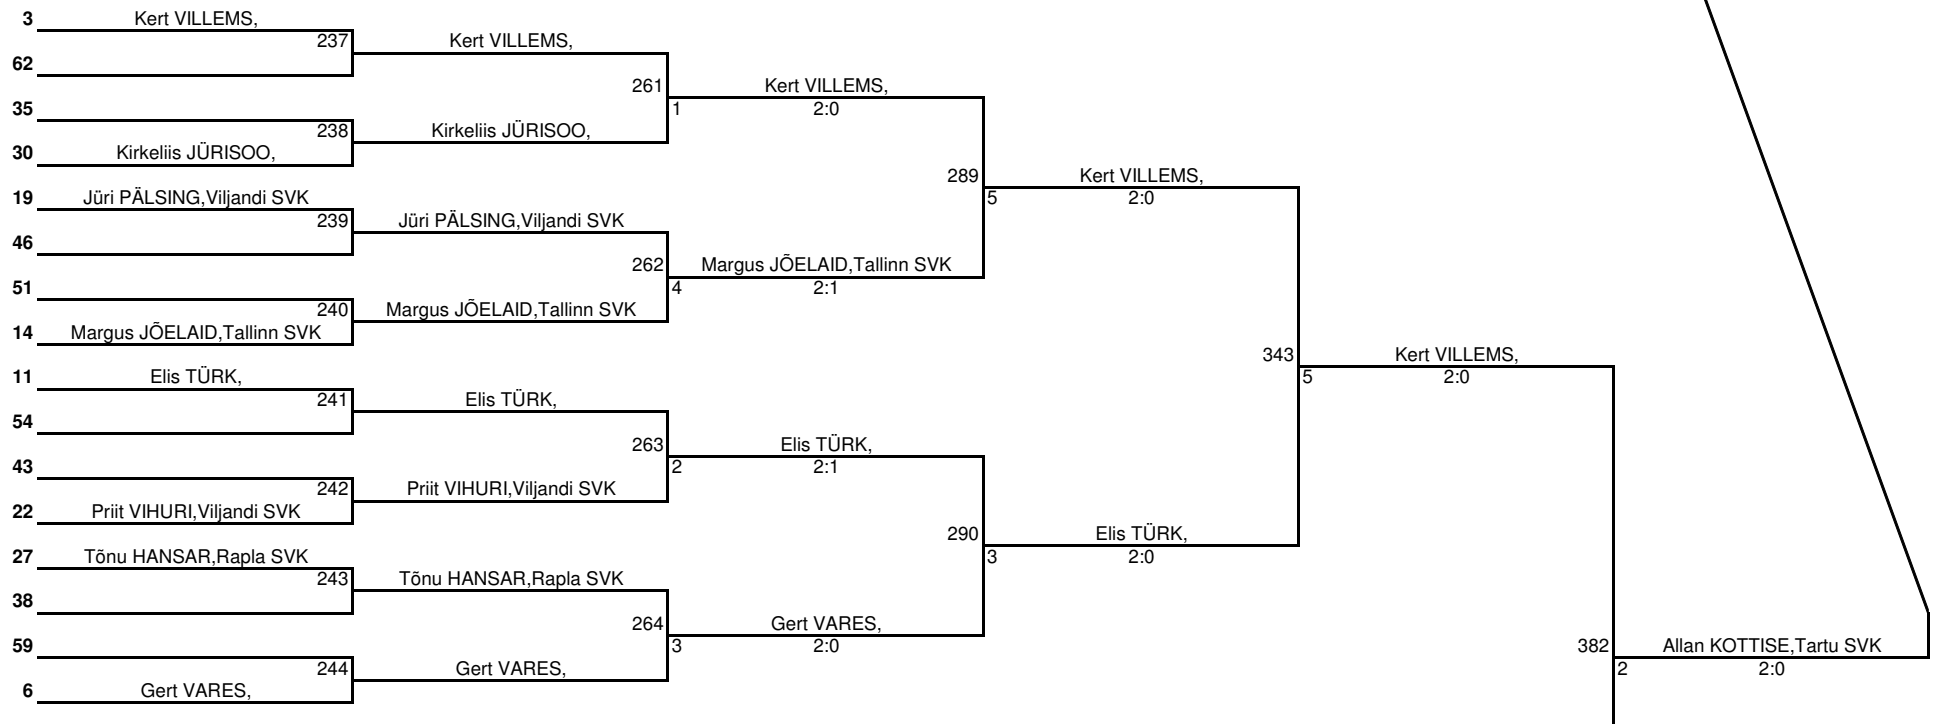 3 Kert VILLEMS,
237 Kert VILLEMS,
62
261 Kert VILLEMS,
1 2:0
35
238 Kirkeliis JÜRISOO,
30 Kirkeliis JÜRISOO,
289 Kert VILLEMS,
5 2:0
19 Jüri PÄLSING,Viljandi SVK
239 Jüri PÄLSING,Viljandi SVK
46
262 Margus JÕELAID,Tallinn SVK
4 2:1
51
240 Margus JÕELAID,Tallinn SVK
14 Margus JÕELAID,Tallinn SVK
343 Kert VILLEMS,
5 2:0
11 Elis TÜRK,
241 Elis TÜRK,
54
263 Elis TÜRK,
2 2:1
43
242 Priit VIHURI,Viljandi SVK
22 Priit VIHURI,Viljandi SVK
290 Elis TÜRK,
3 2:0
27 Tõnu HANSAR,Rapla SVK
243 Tõnu HANSAR,Rapla SVK
38
264 Gert VARES,
3 2:0
59
382 Allan KOTTISE,Tartu SVK
2 2:0
244 Gert VARES,
6 Gert VARES,